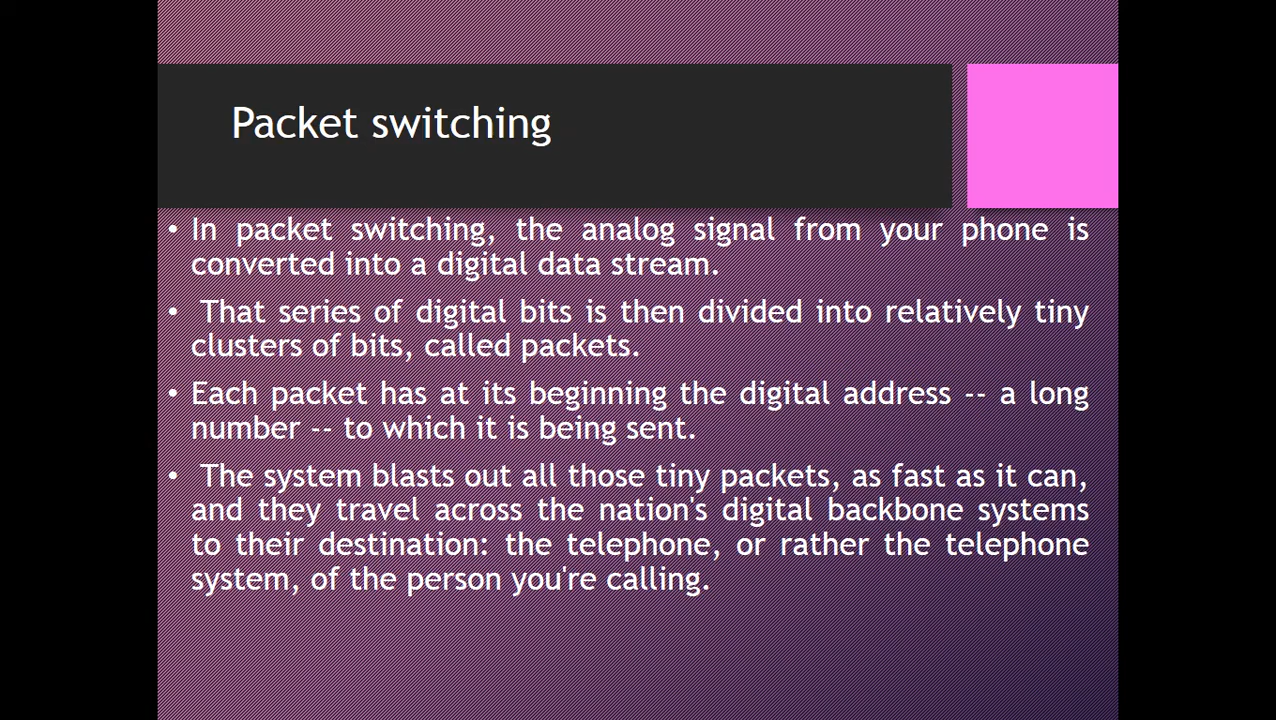 Packet switching
• In packet switching, the analog signal from your phone is
converted into a digital data stream.
• That series of digital bits is then divided into relatively tiny
clusters of bits, called packets.
• Each packet has at its beginning the digital address -- a long
number -- to which it is being sent.
• The system blasts out all those tiny packets, as fast as it can,
and they travel across the nation's digital backbone systems
to their destination: the telephone, or rather the telephone
system, of the person you're calling.